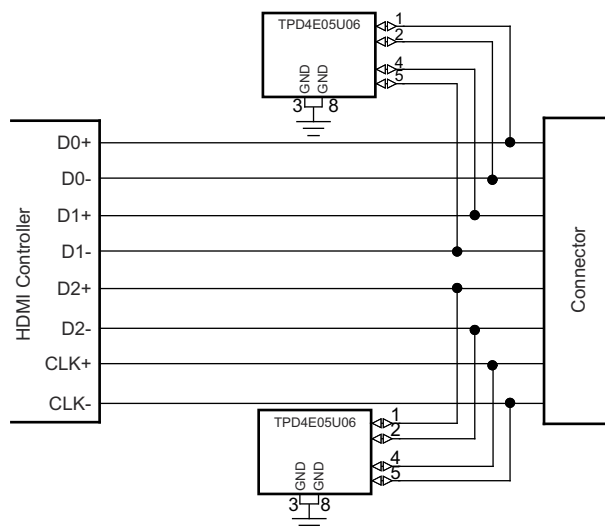 TPD4E05U06
1
2
4
5
GND
GND
3
8
HDMI Controller
D0+
D0-
D1+
D1-
D2+
D2-
CLK+
CLK-
Connector
TPD4E05U06
1
2
4
5
GND
GND
3
8